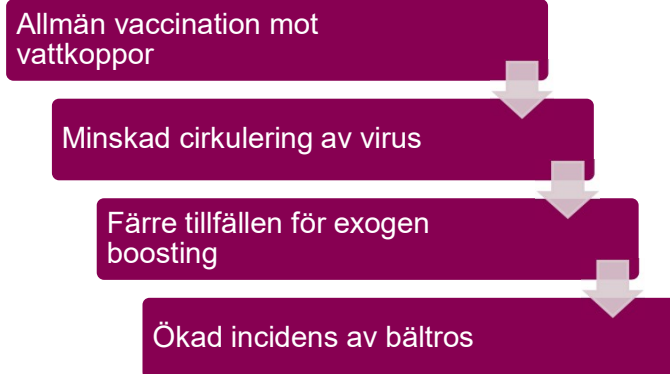 Allmän vaccination mot
vattkoppor
Minskad cirkulering av virus
Färre tillfällen för exogen
boosting
Ökad incidens av bältros